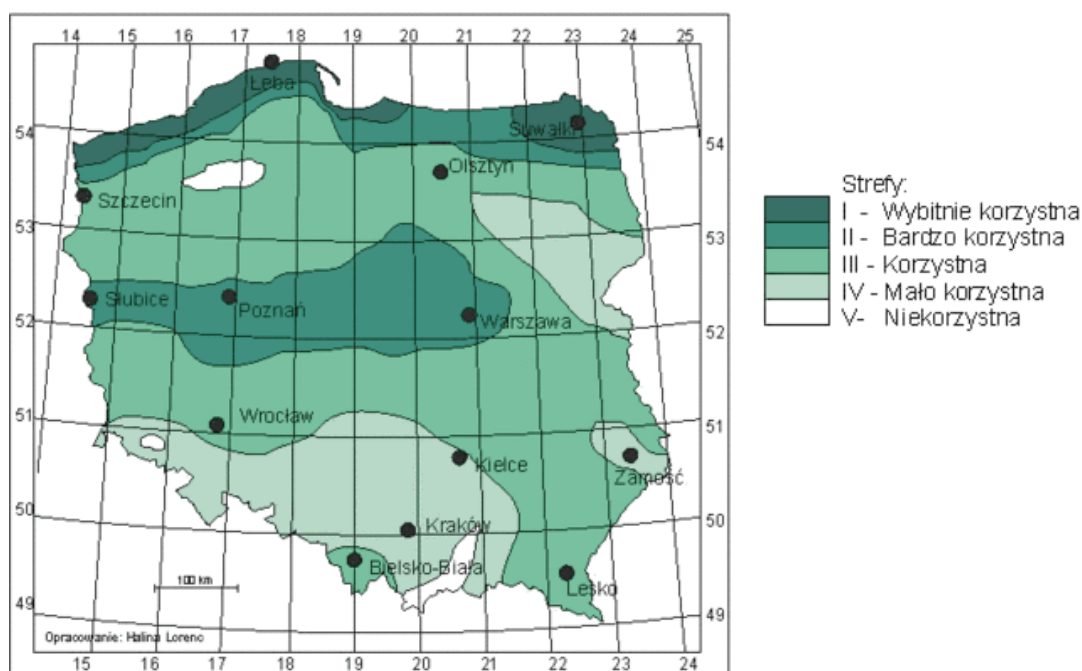 14 15 16 17 18 19 20 21 22 23 24 25
Łeba
Suwałki
54
54
Olsztyn
Szczecin
53
53
Słubice
Poznań
Warszawa
52
52
Wrocław
51
51
Kielce
Zamość
50
50
Kraków
Bielsko-Biała
Lesko
100 km
49
49
Opracowanie: Halina Lorenc
15 16 17 18 19 20 21 22 23 24
Strefy:
I - Wybitnie korzystna
II - Bardzo korzystna
III - Korzystna
IV - Mało korzystna
V- Niekorzystna